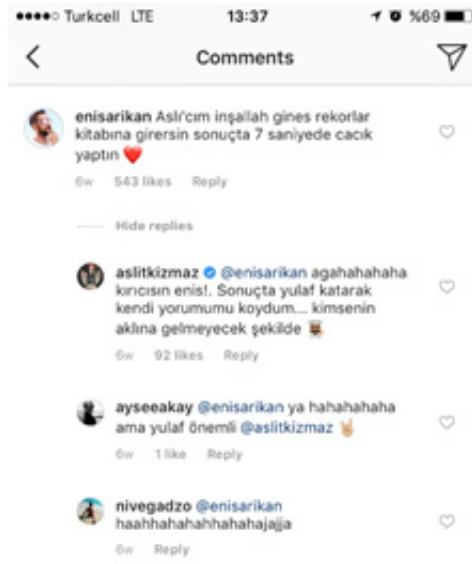 Turkcell LTE 13:37 %69
Comments
enisarikan Aslı'cım inşallah gines rekorlar
kitabına girersin sonuçta 7 saniyede cacık
yaptın ❤️
6w 543 likes Reply
Hide replies
aslitkizmaz @enisarikan agahahahaha
kırıcısın enis!. Sonuçta yulaf katarak
kendi yorumumu koydum... kimsenin
aklına gelmeyecek şekilde
6w 92 likes Reply
ayseeakay @enisarikan ya hahahahaha
ama yulaf önemli @aslitkizmaz 🤘🏼
6w 1 like Reply
nivegadzo @enisarikan
haahhahahahhahahajajja
6w Reply